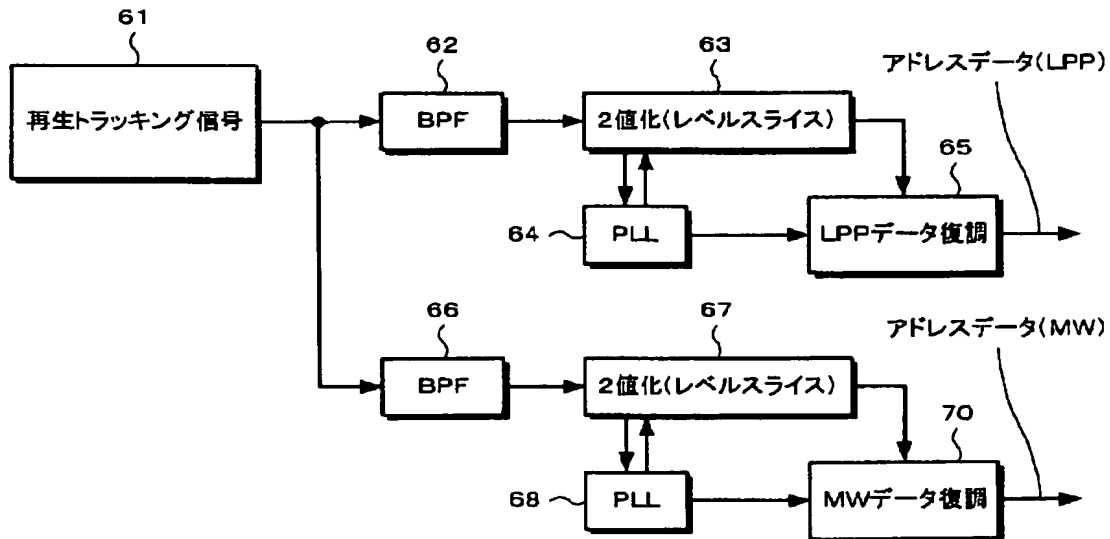 61
再生トラッキング信号
62
BPF
63
2値化(レベルスライス)
64
PLL
アドレスデータ(LPP)
65
LPPデータ復調
66
BPF
67
2値化(レベルスライス)
68
PLL
アドレスデータ(MW)
70
MWデータ復調